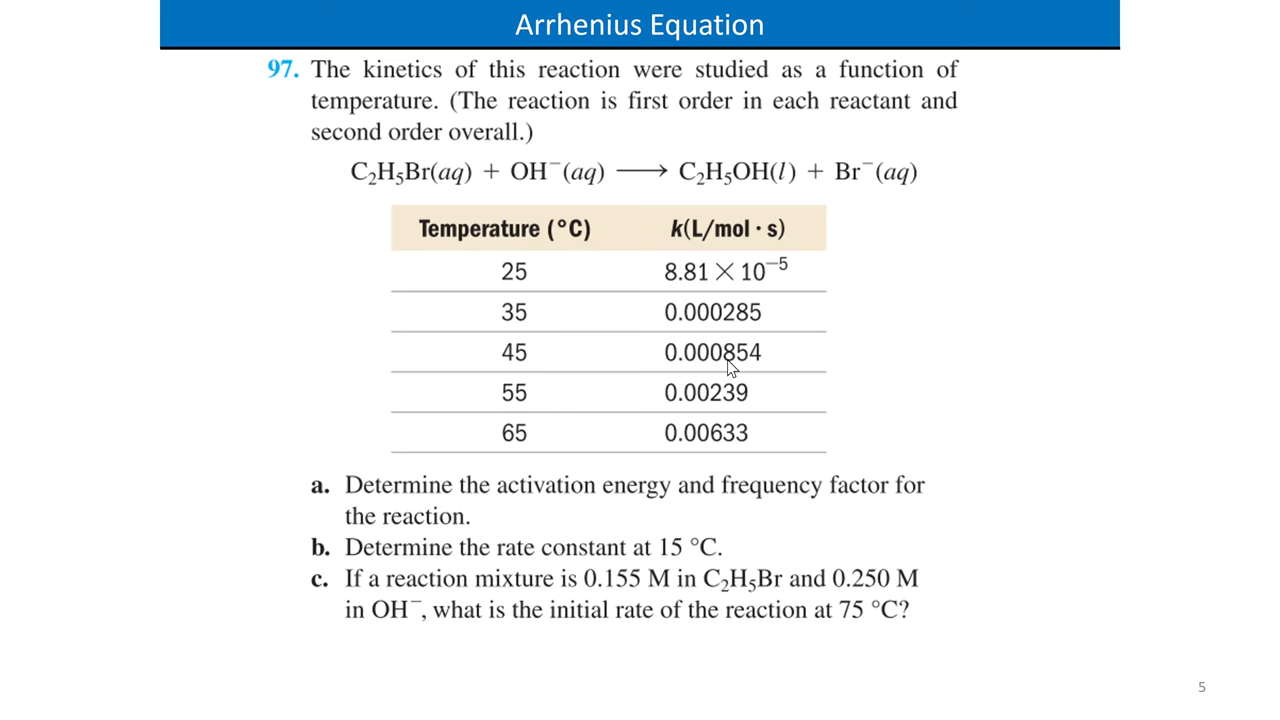 Arrhenius Equation
97. The kinetics of this reaction were studied as a function of
temperature. (The reaction is first order in each reactant and
second order overall.)
C₂H₅Br(aq) + OH⁻(aq) ⟶ C₂H₅OH(l) + Br⁻(aq)
Temperature (°C) k(L/mol · s)
25 8.81 × 10⁻⁵
35 0.000285
45 0.000854
55 0.00239
65 0.00633
a. Determine the activation energy and frequency factor for
the reaction.
b. Determine the rate constant at 15 °C.
c. If a reaction mixture is 0.155 M in C₂H₅Br and 0.250 M
in OH⁻, what is the initial rate of the reaction at 75 °C?
5